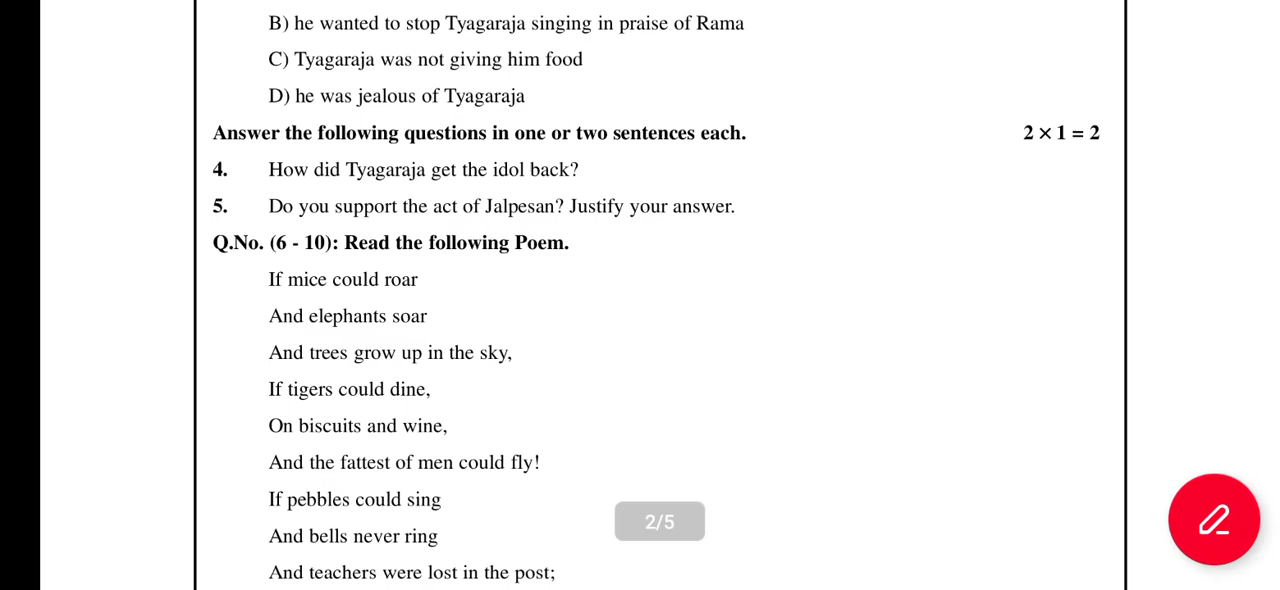 B) he wanted to stop Tyagaraja singing in praise of Rama
C) Tyagaraja was not giving him food
D) he was jealous of Tyagaraja
Answer the following questions in one or two sentences each. 2 × 1 = 2
4. How did Tyagaraja get the idol back?
5. Do you support the act of Jalpesan? Justify your answer.
Q.No. (6 - 10): Read the following Poem.
If mice could roar
And elephants soar
And trees grow up in the sky,
If tigers could dine,
On biscuits and wine,
And the fattest of men could fly!
If pebbles could sing
2/5
And bells never ring
And teachers were lost in the post;